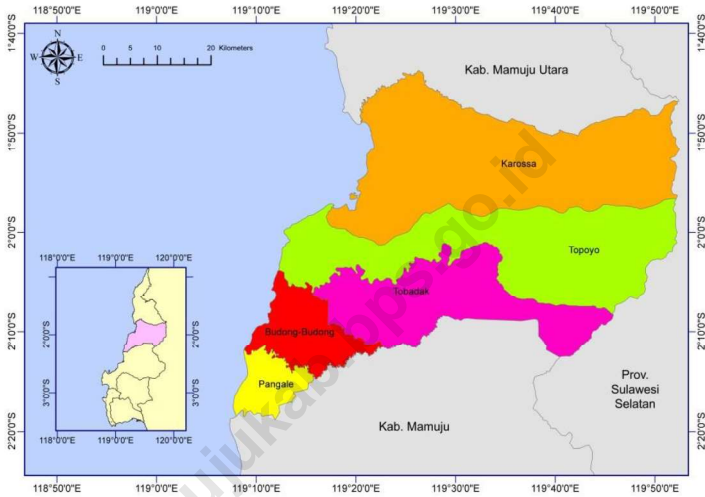 118°50'0"E 119°0'0"E 119°10'0"E 119°20'0"E 119°30'0"E 119°40'0"E 119°50'0"E
1°40'0"S 1°40'0"S
N
W E
S
0 5 10 20 Kilometers
Kab. Mamuju Utara
1°50'0"S 1°50'0"S
Karossa
2°0'0"S 2°0'0"S
Topoyo
118°0'0"E 119°0'0"E 120°0'0"E
Tobadak
2°10'0"S 2°10'0"S
Budong-Budong
2°0'0"S 2°0'0"S
Pangale
Prov.
Sulawesi
Selatan
3°0'0"S 3°0'0"S
Kab. Mamuju
2°20'0"S 2°20'0"S
118°0'0"E 119°0'0"E 120°0'0"E
118°50'0"E 119°0'0"E 119°10'0"E 119°20'0"E 119°30'0"E 119°40'0"E 119°50'0"E
ujukab.bps.go.id